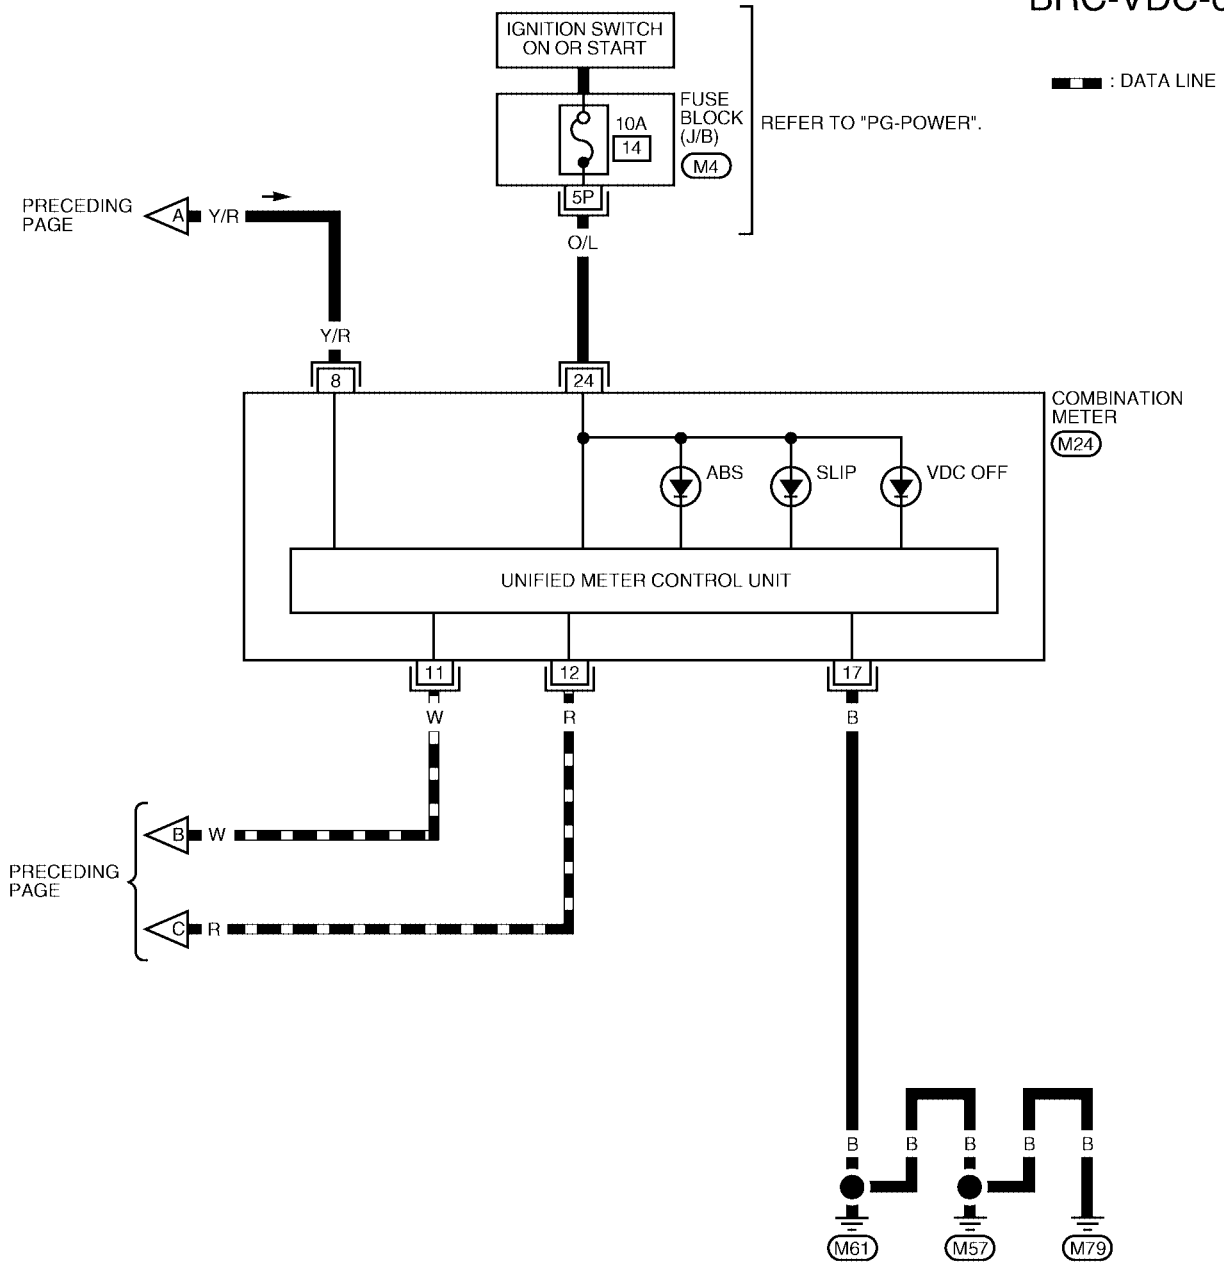 BRC-VDC-
IGNITION SWITCH
ON OR START
: DATA LINE
FUSE
BLOCK
(J/B)
M4
10A
14
REFER TO "PG-POWER".
5P
PRECEDING
PAGE
A
Y/R
O/L
Y/R
8
24
COMBINATION
METER
M24
ABS
SLIP
VDC OFF
UNIFIED METER CONTROL UNIT
11
12
17
W
R
B
PRECEDING
PAGE
B
W
C
R
B
B
B
B
B
M61
M57
M79